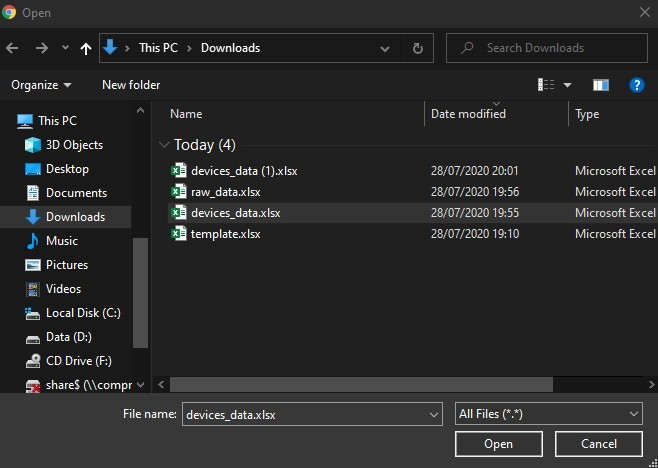 Open
This PC > Downloads
Search Downloads
Organize
New folder
?
This PC
3D Objects
Desktop
Documents
Downloads
Music
Pictures
Videos
Local Disk (C:)
Data (D:)
CD Drive (F:)
share$ (\\compr
Name Date modified Type
Today (4)
devices_data (1).xlsx 28/07/2020 20:01 Microsoft Excel
raw_data.xlsx 28/07/2020 19:56 Microsoft Excel
devices_data.xlsx 28/07/2020 19:55 Microsoft Excel
template.xlsx 28/07/2020 19:10 Microsoft Excel
File name: devices_data.xlsx All Files (*.*)
Open Cancel